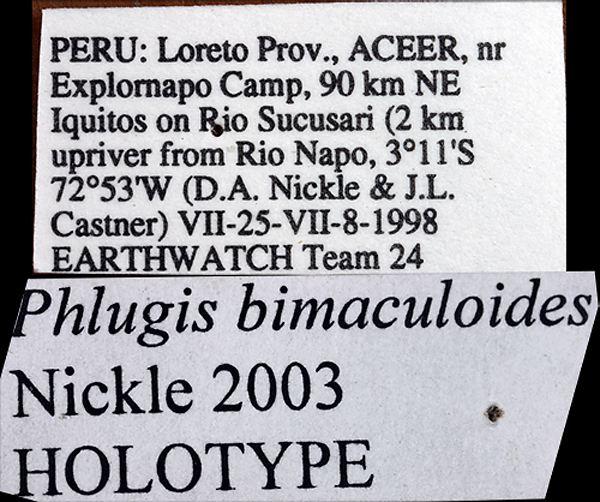 PERU: Loreto Prov., ACEER, nr
Explornapo Camp, 90 km NE
Iquitos on Rio Sucusari (2 km
upriver from Rio Napo, 3°11'S
72°53'W (D.A. Nickle & J.L.
Castner) VII-25-VII-8-1998
EARTHWATCH Team 24
Phlugis bimaculoides
Nickle 2003
HOLOTYPE